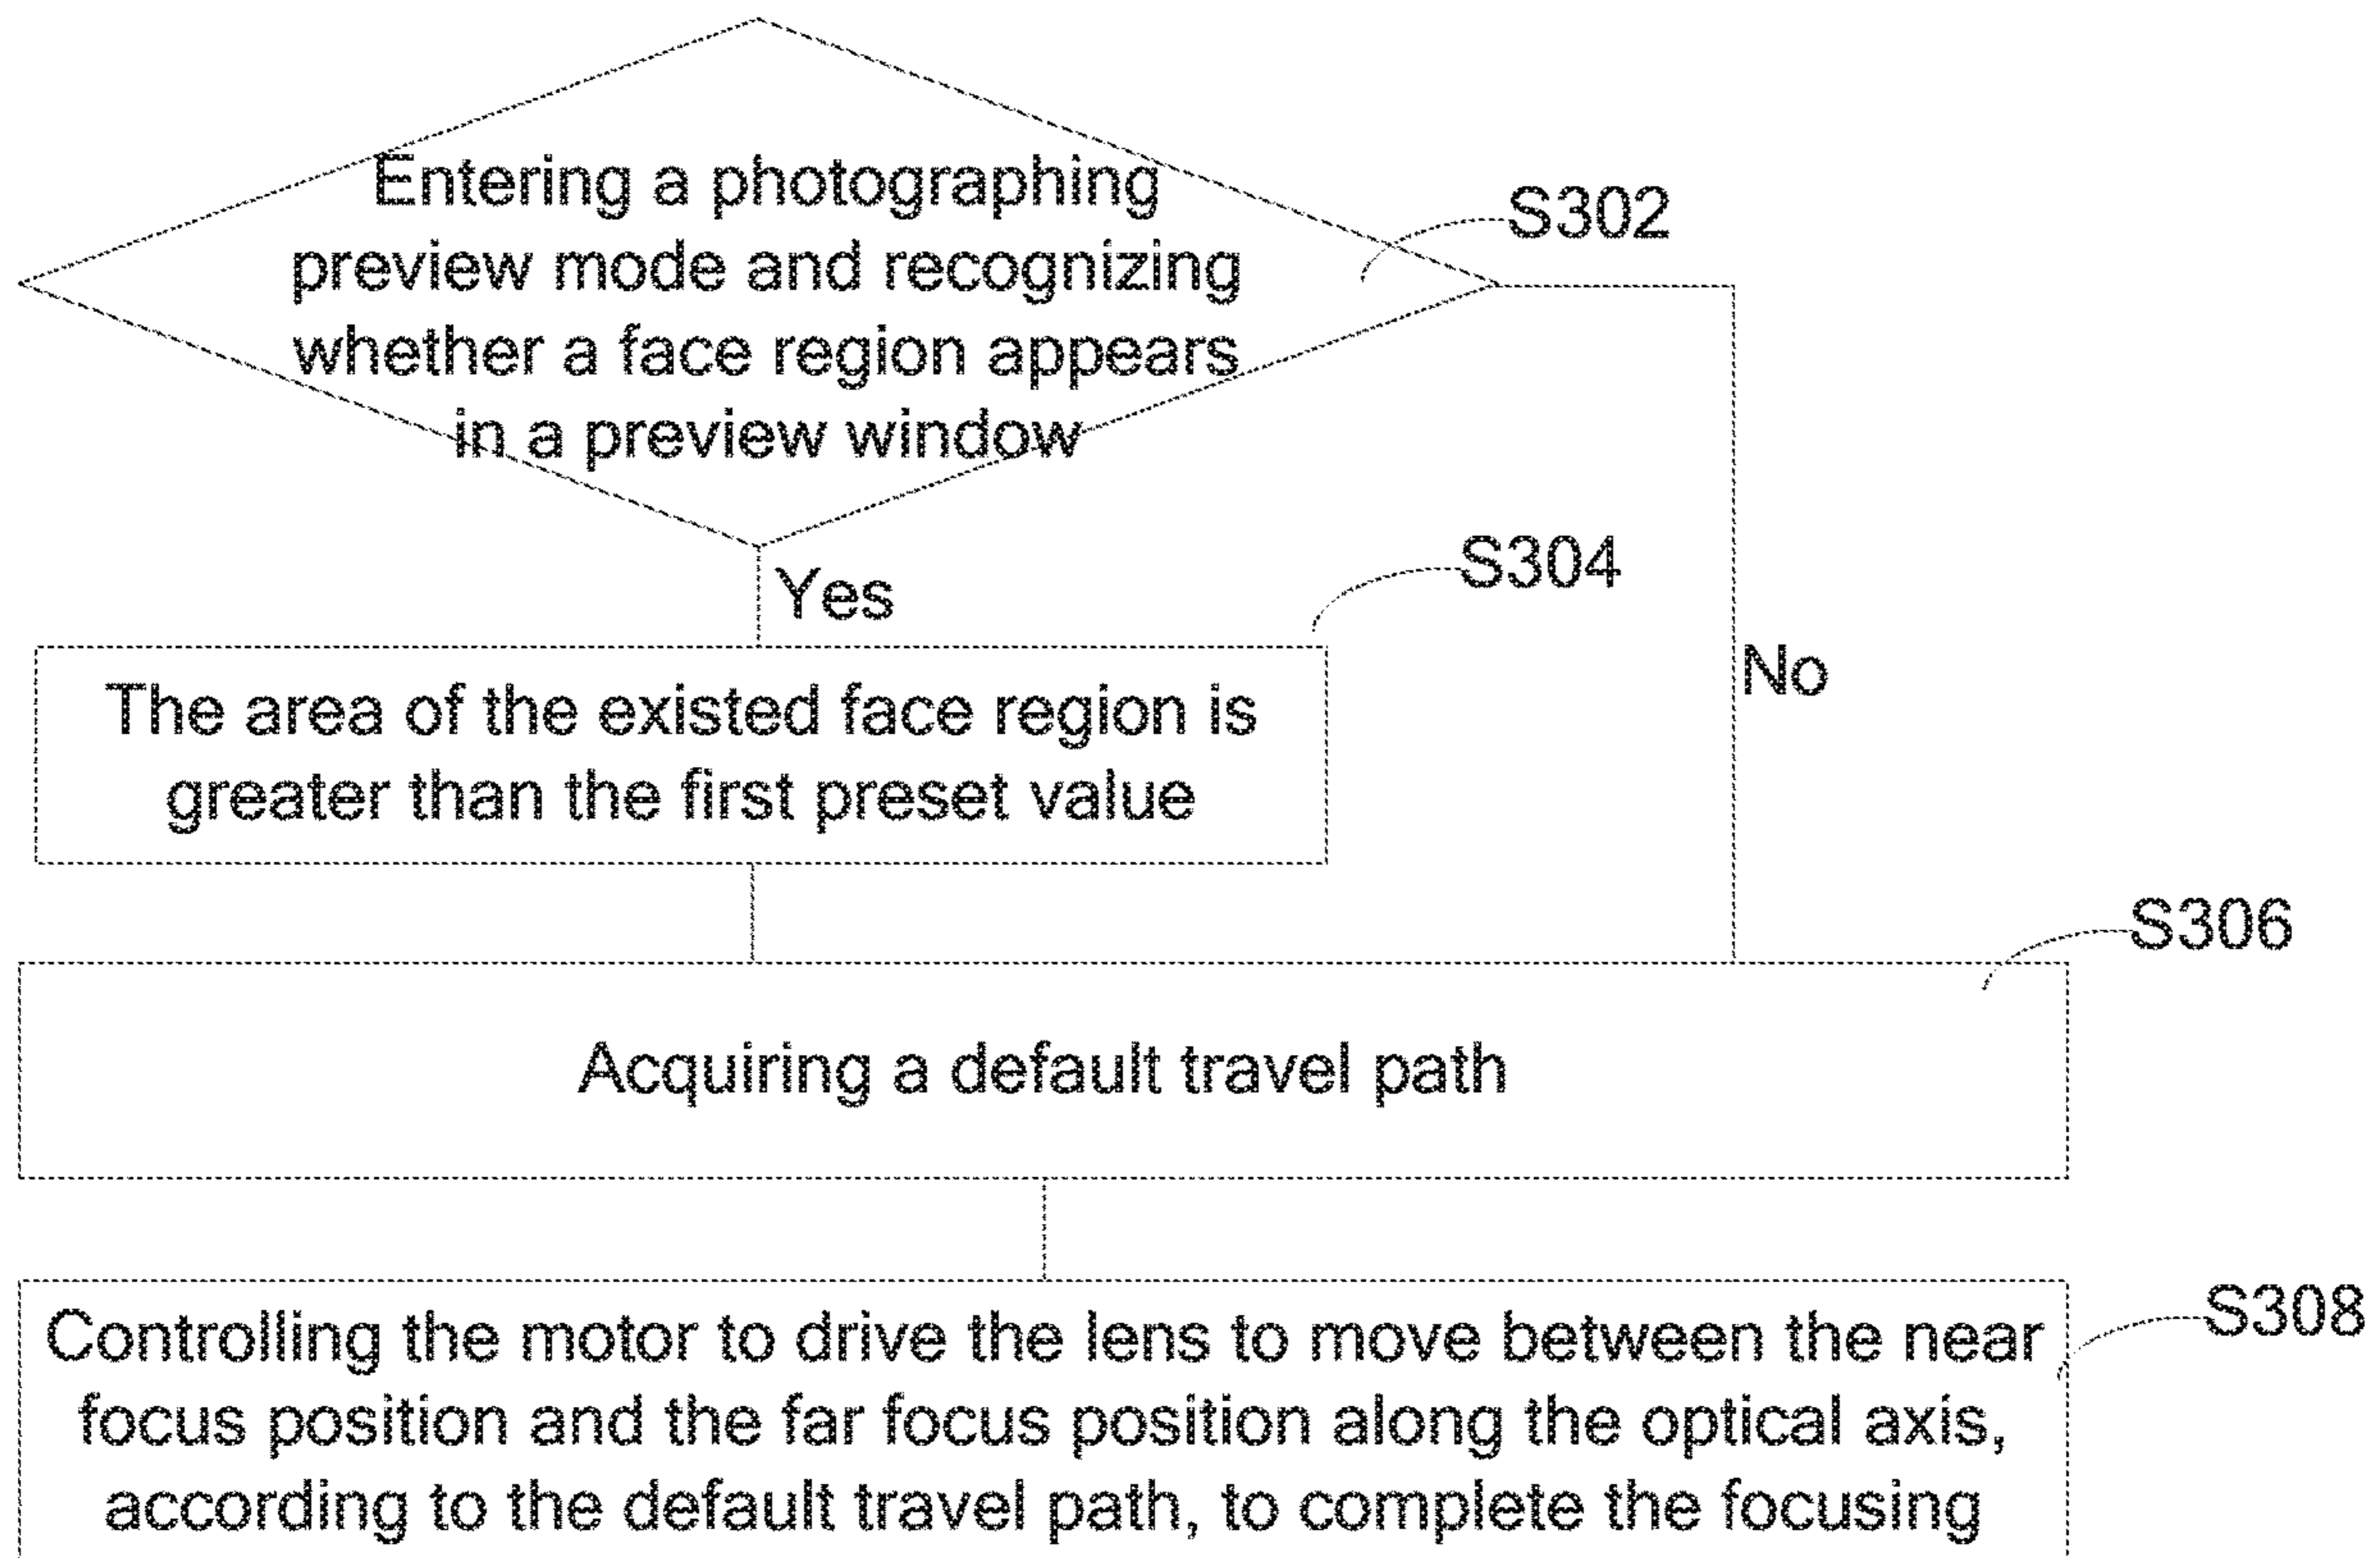 Entering a photographing
preview mode and recognizing
whether a face region appears
in a preview window
S302
Yes
S304
The area of the existed face region is
greater than the first preset value
No
S306
Acquiring a default travel path
S308
Controlling the motor to drive the lens to move between the near
focus position and the far focus position along the optical axis,
according to the default travel path, to complete the focusing